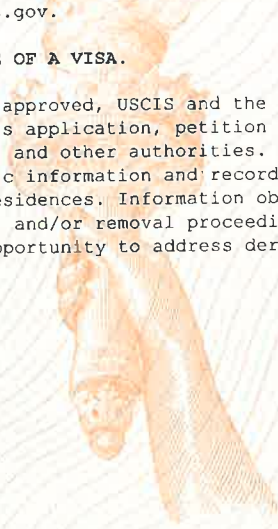 .gov.
OF A VISA.
approved, USCIS and the
s application, petition
and other authorities.
c information and record
esidences. Information ob
and/or removal proceedi
pportunity to address der